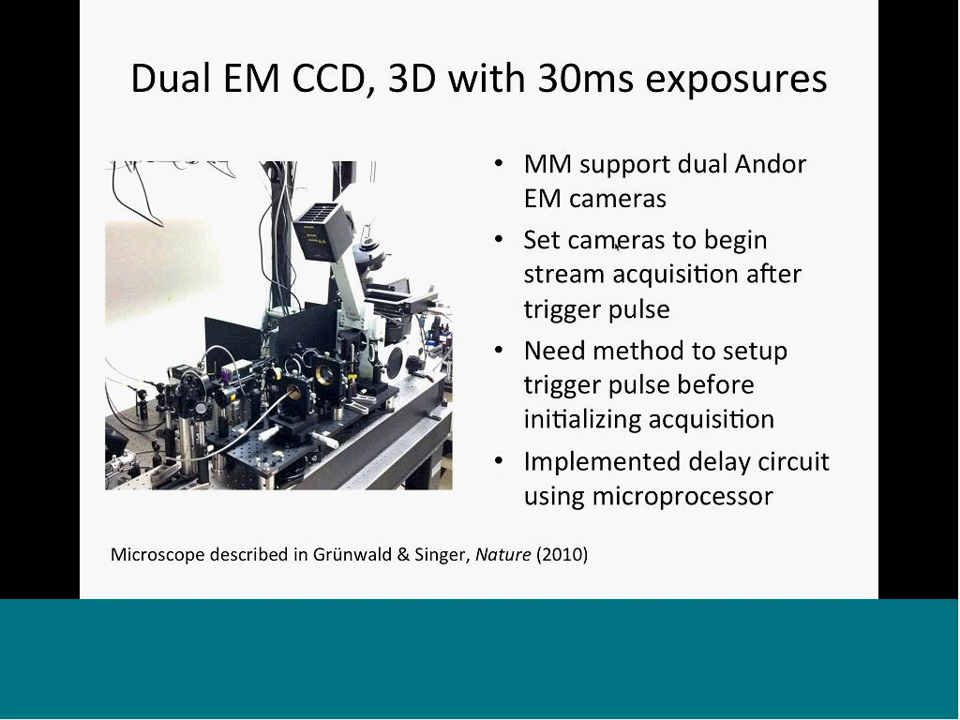 Dual EM CCD, 3D with 30ms exposures
• MM support dual Andor
EM cameras
• Set cameras to begin
stream acquisition after
trigger pulse
• Need method to setup
trigger pulse before
initializing acquisition
• Implemented delay circuit
using microprocessor
Microscope described in Grünwald & Singer, Nature (2010)